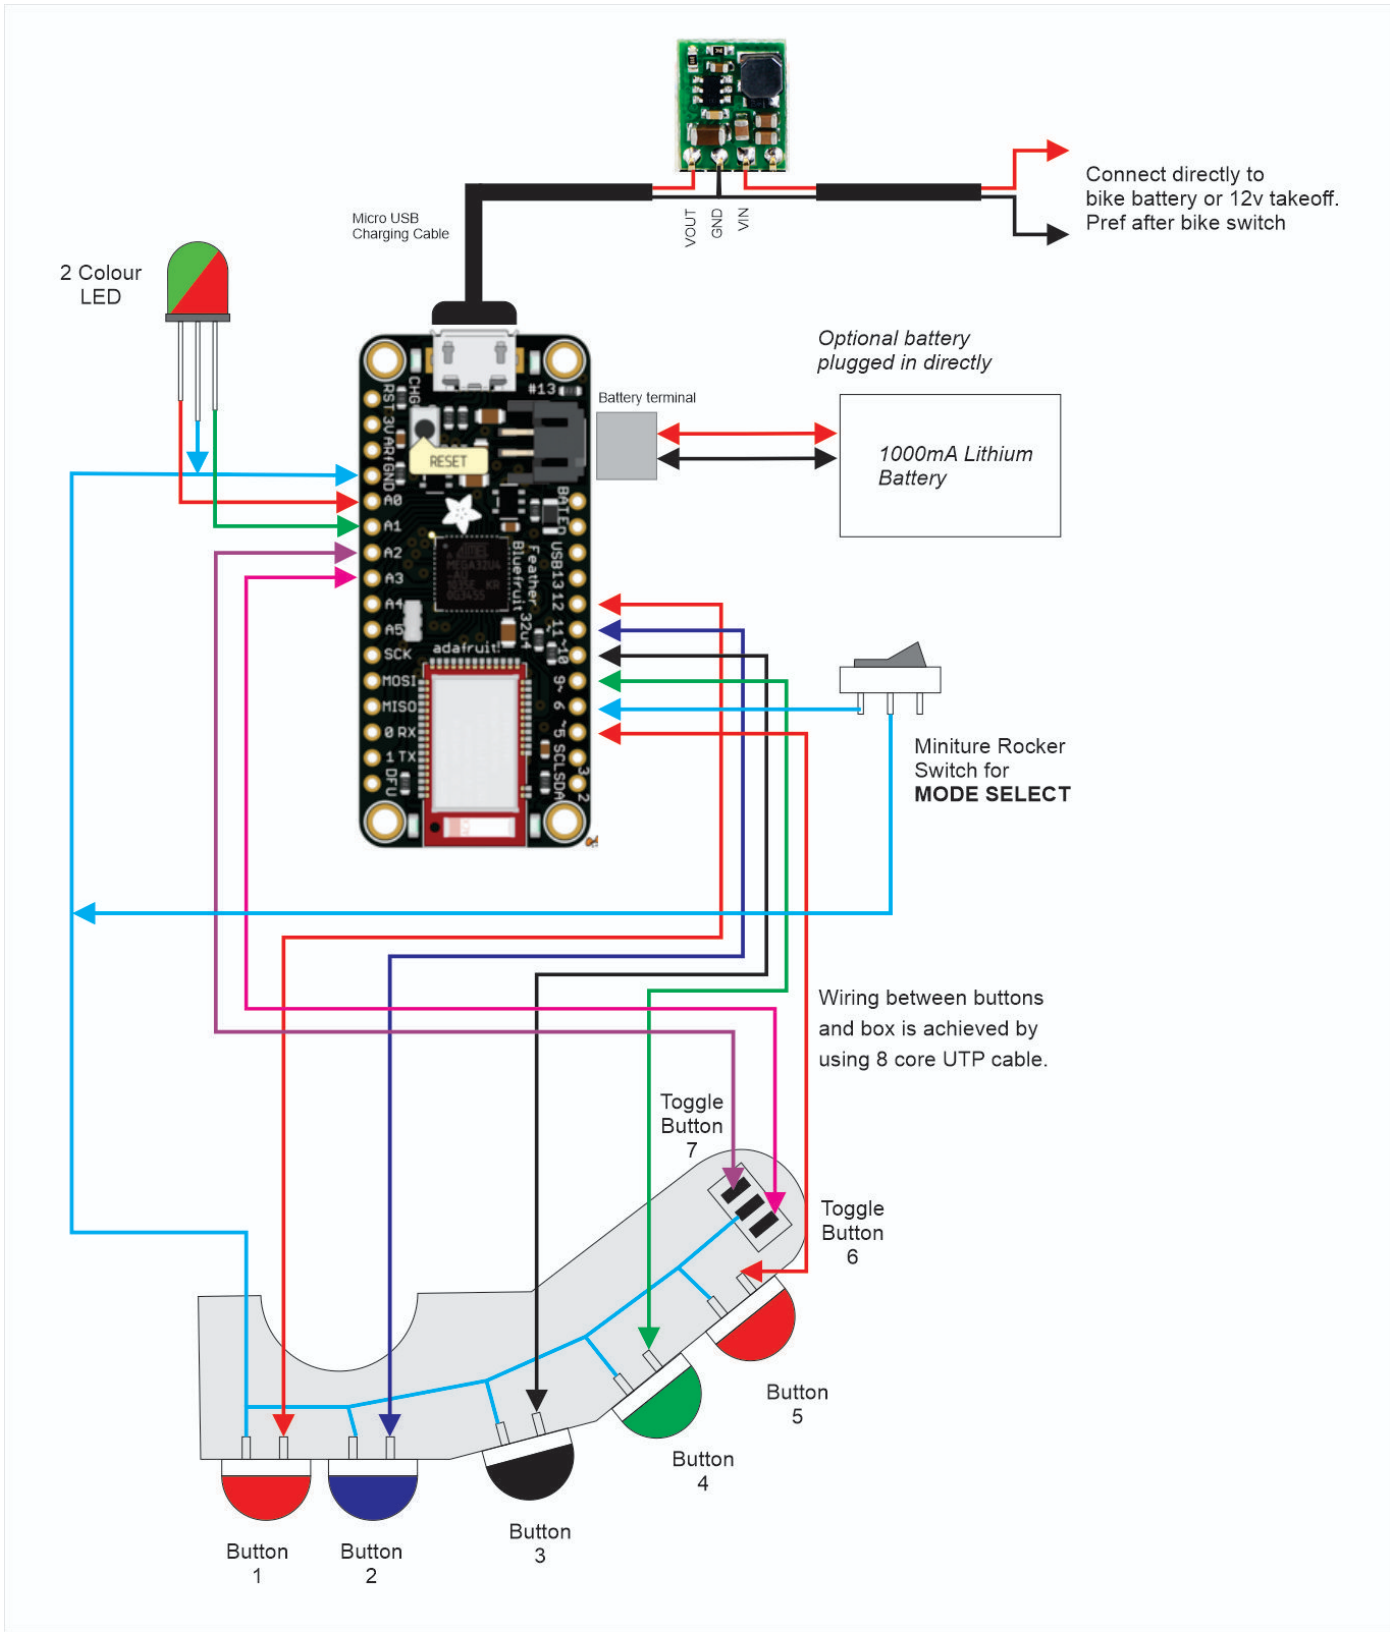 Connect directly to
bike battery or 12v takeoff.
Pref after bike switch
VOUT
GND
VIN
Micro USB
Charging Cable
2 Colour
LED
Optional battery
plugged in directly
Battery terminal
1000mA Lithium
Battery
#13
CHG
RESET
RST
3V
ARf
GND
A0
A1
A2
A3
A4
A5
SCK
MOSI
MISO
0 RX
1 TX
DFU
BAT
EN
USB
13
12
11~
~10
9~
6
~5
SCL
3
SDA
2
ATMEL
MEGA32U4
-AU
Feather 32u4
Bluefruit
adafruit!
Miniture Rocker
Switch for
MODE SELECT
Wiring between buttons
and box is achieved by
using 8 core UTP cable.
Toggle
Button
7
Toggle
Button
6
Button
5
Button
4
Button
3
Button
1
Button
2